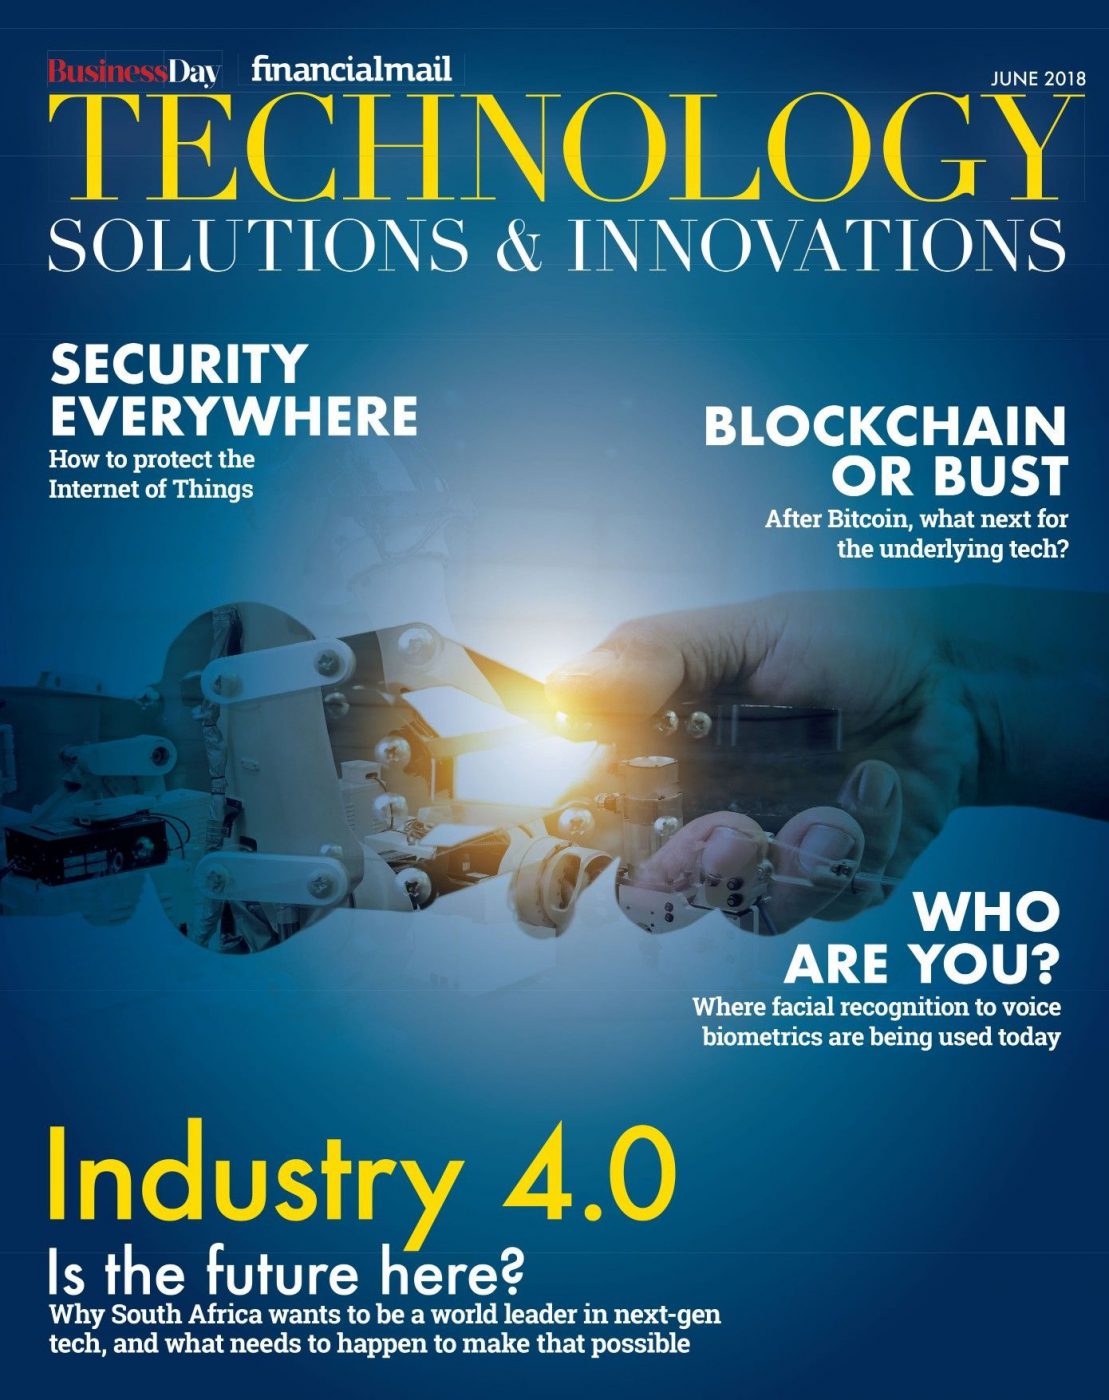 BusinessDay financialmail
JUNE 2018
TECHNOLOGY
SOLUTIONS & INNOVATIONS
SECURITY
EVERYWHERE
How to protect the
Internet of Things
BLOCKCHAIN
OR BUST
After Bitcoin, what next for
the underlying tech?
WHO
ARE YOU?
Where facial recognition to voice
biometrics are being used today
Industry 4.0
Is the future here?
Why South Africa wants to be a world leader in next-gen
tech, and what needs to happen to make that possible